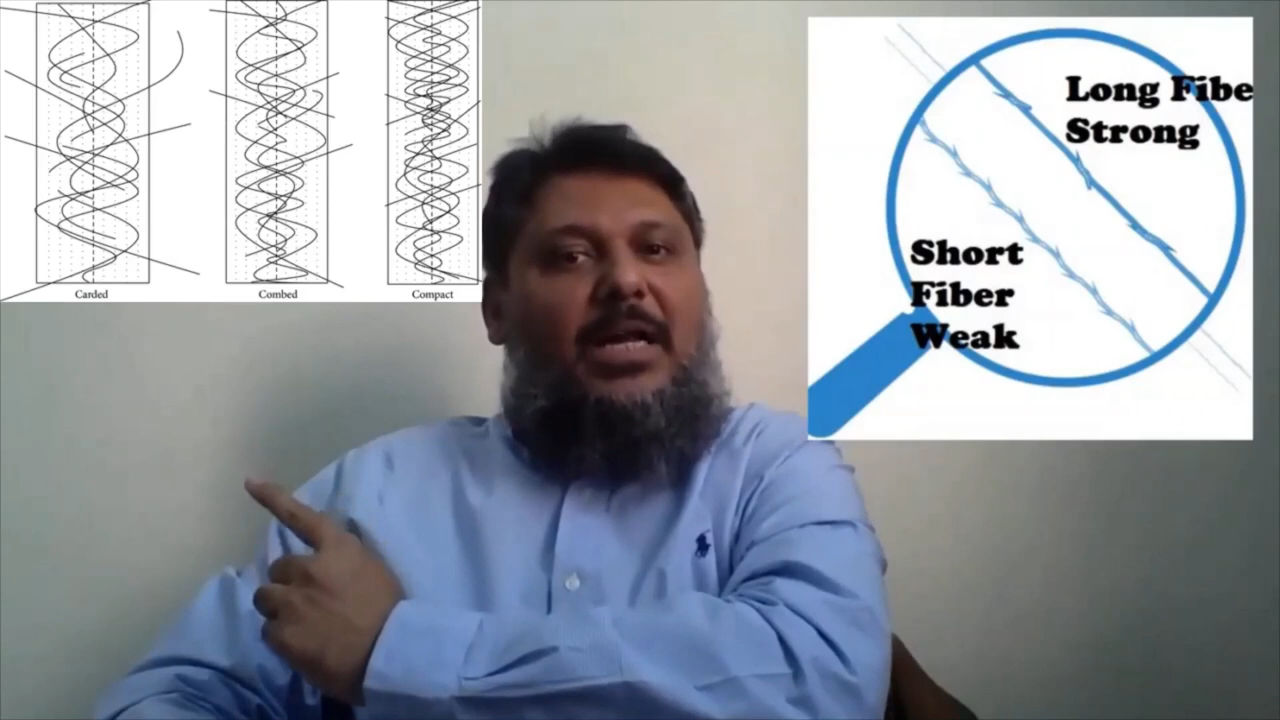 Carded
Combed
Compact
Long Fibe
Strong
Short
Fiber
Weak